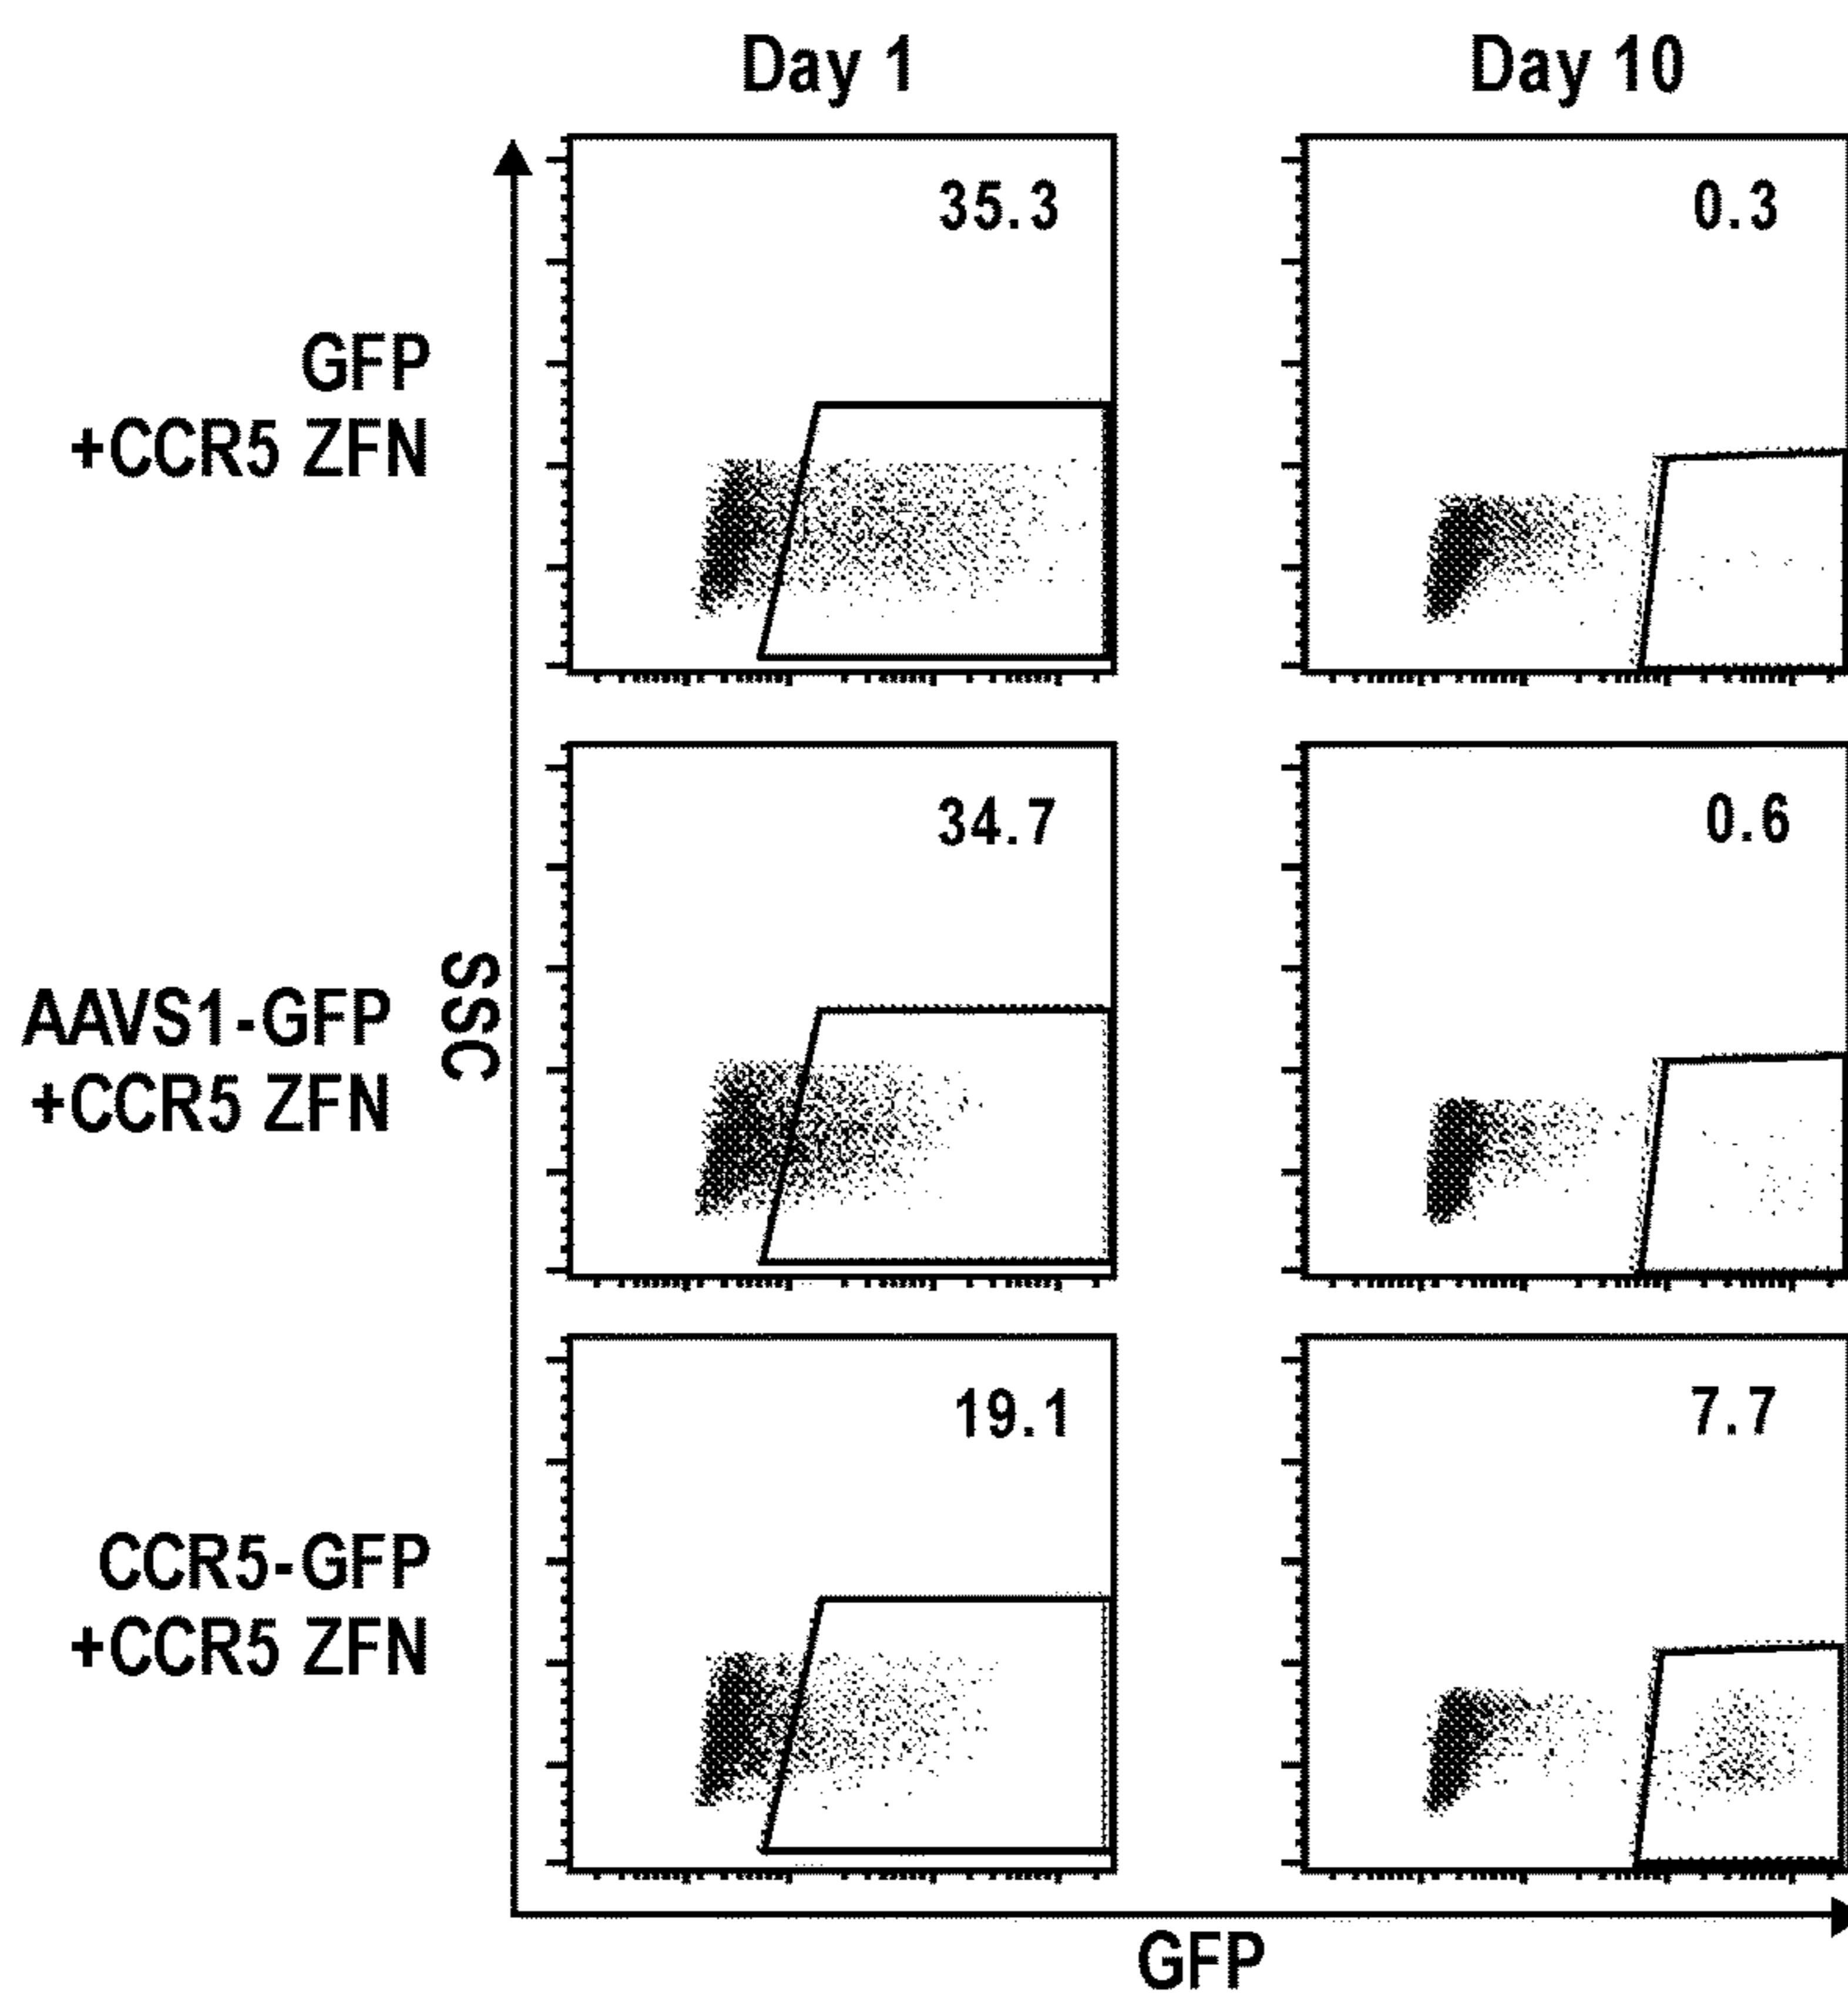 Day 1
Day 10
GFP
+CCR5 ZFN
35.3
0.3
SSC
AAVS1-GFP
+CCR5 ZFN
34.7
0.6
CCR5-GFP
+CCR5 ZFN
19.1
7.7
GFP